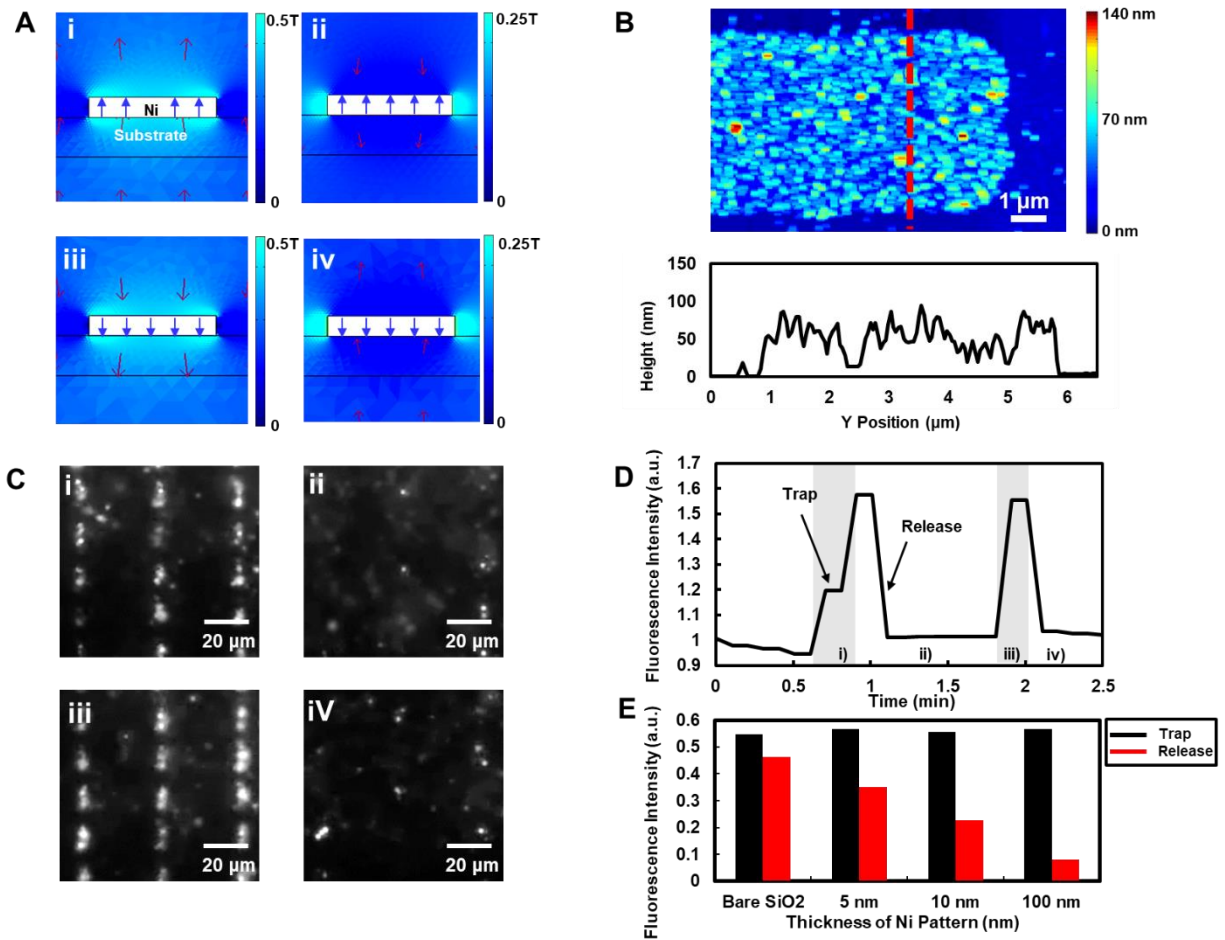 A
i
0.5T
Ni
Substrate
0
ii
0.25T
0
iii
0.5T
0
iv
0.25T
0
B
140 nm
70 nm
0 nm
1 µm
150
100
50
0
Height (nm)
0 1 2 3 4 5 6
Y Position (µm)
C
i
20 µm
ii
20 µm
iii
20 µm
iV
20 µm
D
Fluorescence Intensity (a.u.)
1.7
1.6
1.5
1.4
1.3
1.2
1.1
1
0.9
Trap
Release
i) ii) iii) iv)
0 0.5 1 1.5 2 2.5
Time (min)
E
Fluorescence Intensity (a.u.)
0.6
0.5
0.4
0.3
0.2
0.1
0
Trap
Release
Bare SiO2 5 nm 10 nm 100 nm
Thickness of Ni Pattern (nm)